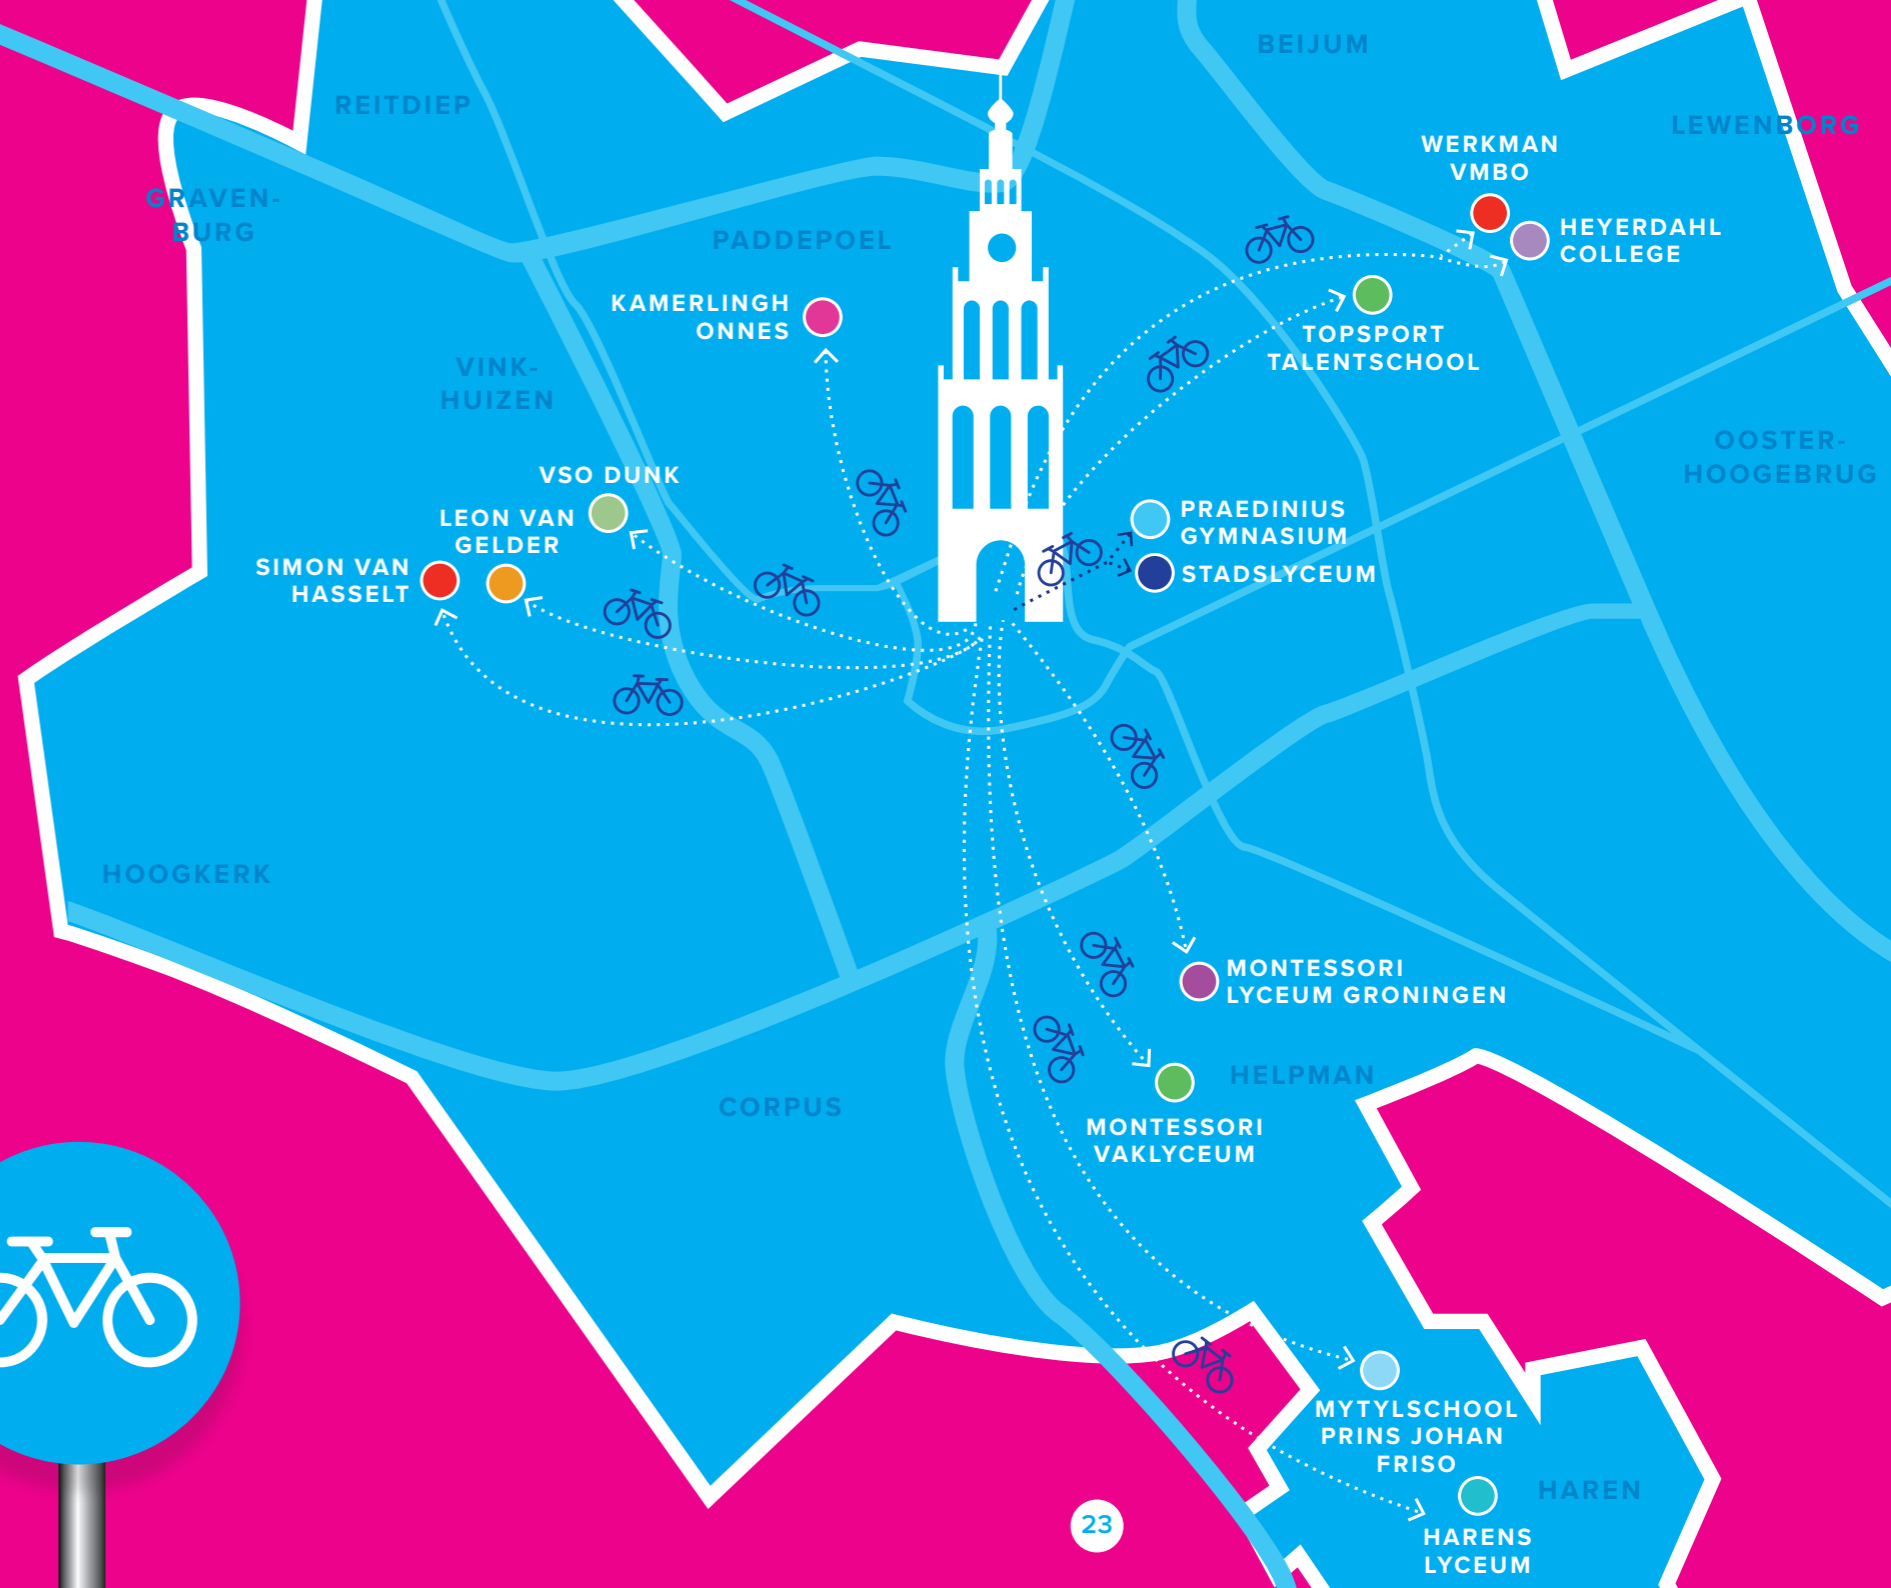 BEIJUM
REITDIEP
LEWENBORG
WERKMAN
VMBO
GRAVEN-
BURG
HEYERDAHL
COLLEGE
PADDEPOEL
KAMERLINGH
ONNES
TOPSPORT
TALENTSCHOOL
VINK-
HUIZEN
OOSTER-
HOOGEBRUG
VSO DUNK
LEON VAN
GELDER
SIMON VAN
HASSELT
PRAEDINIUS
GYMNASIUM
STADSLYCEUM
HOOGKERK
MONTESSORI
LYCEUM GRONINGEN
HELPMAN
CORPUS
MONTESSORI
VAKLYCEUM
MYTYLSCHOOL
PRINS JOHAN
FRISO
HAREN
HARENS
LYCEUM
23